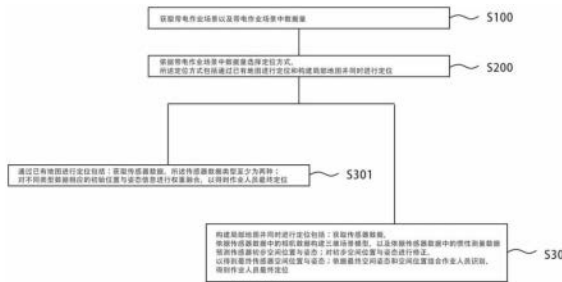 获取带电作业场景以及带电作业场景中数据量
S100
依据带电作业场景中数据量选择定位方式,
所述定位方式包括通过已有地图进行定位和构建局部地图并同时进行定位
S200
通过已有地图进行定位包括：获取传感器数据，所述传感器数据类型至少为两种；
对不同类型数据相应的初始位置与姿态信息进行权重融合，以得到作业人员最终定位
S301
构建局部地图并同时进行定位包括：获取传感器数据，
依据传感器数据中的相机数据构建三维场景模型，以及依据传感器数据中的惯性测量数据
预测传感器初步空间位置与姿态；对初步空间位置与姿态进行修正，
以得到最终传感器空间位置与姿态；依据最终空间姿态和空间位置结合作业人员识别，
得到作业人员最终定位
S30